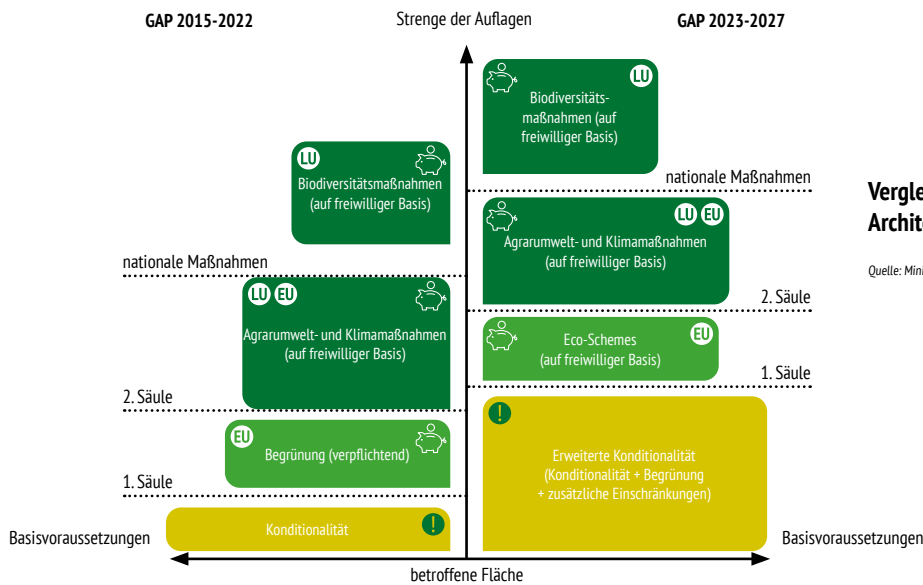 GAP 2015-2022
Strenge der Auflagen
GAP 2023-2027
LU
Biodiversitäts-
maßnahmen (auf
freiwilliger Basis)
LU
Biodiversitätsmaßnahmen
(auf freiwilliger Basis)
nationale Maßnahmen
LU EU
Agrarumwelt- und Klimamaßnahmen
(auf freiwilliger Basis)
nationale Maßnahmen
LU EU
Agrarumwelt- und Klimamaßnahmen
(auf freiwilliger Basis)
2. Säule
EU
Eco-Schemes
(auf freiwilliger Basis)
1. Säule
2. Säule
EU
Begrünung (verpflichtend)
!
Erweiterte Konditionalität
(Konditionalität + Begrünung
+ zusätzliche Einschränkungen)
1. Säule
Konditionalität
!
Basisvoraussetzungen
Basisvoraussetzungen
betroffene Fläche
Vergle
Archite
Quelle: Mini